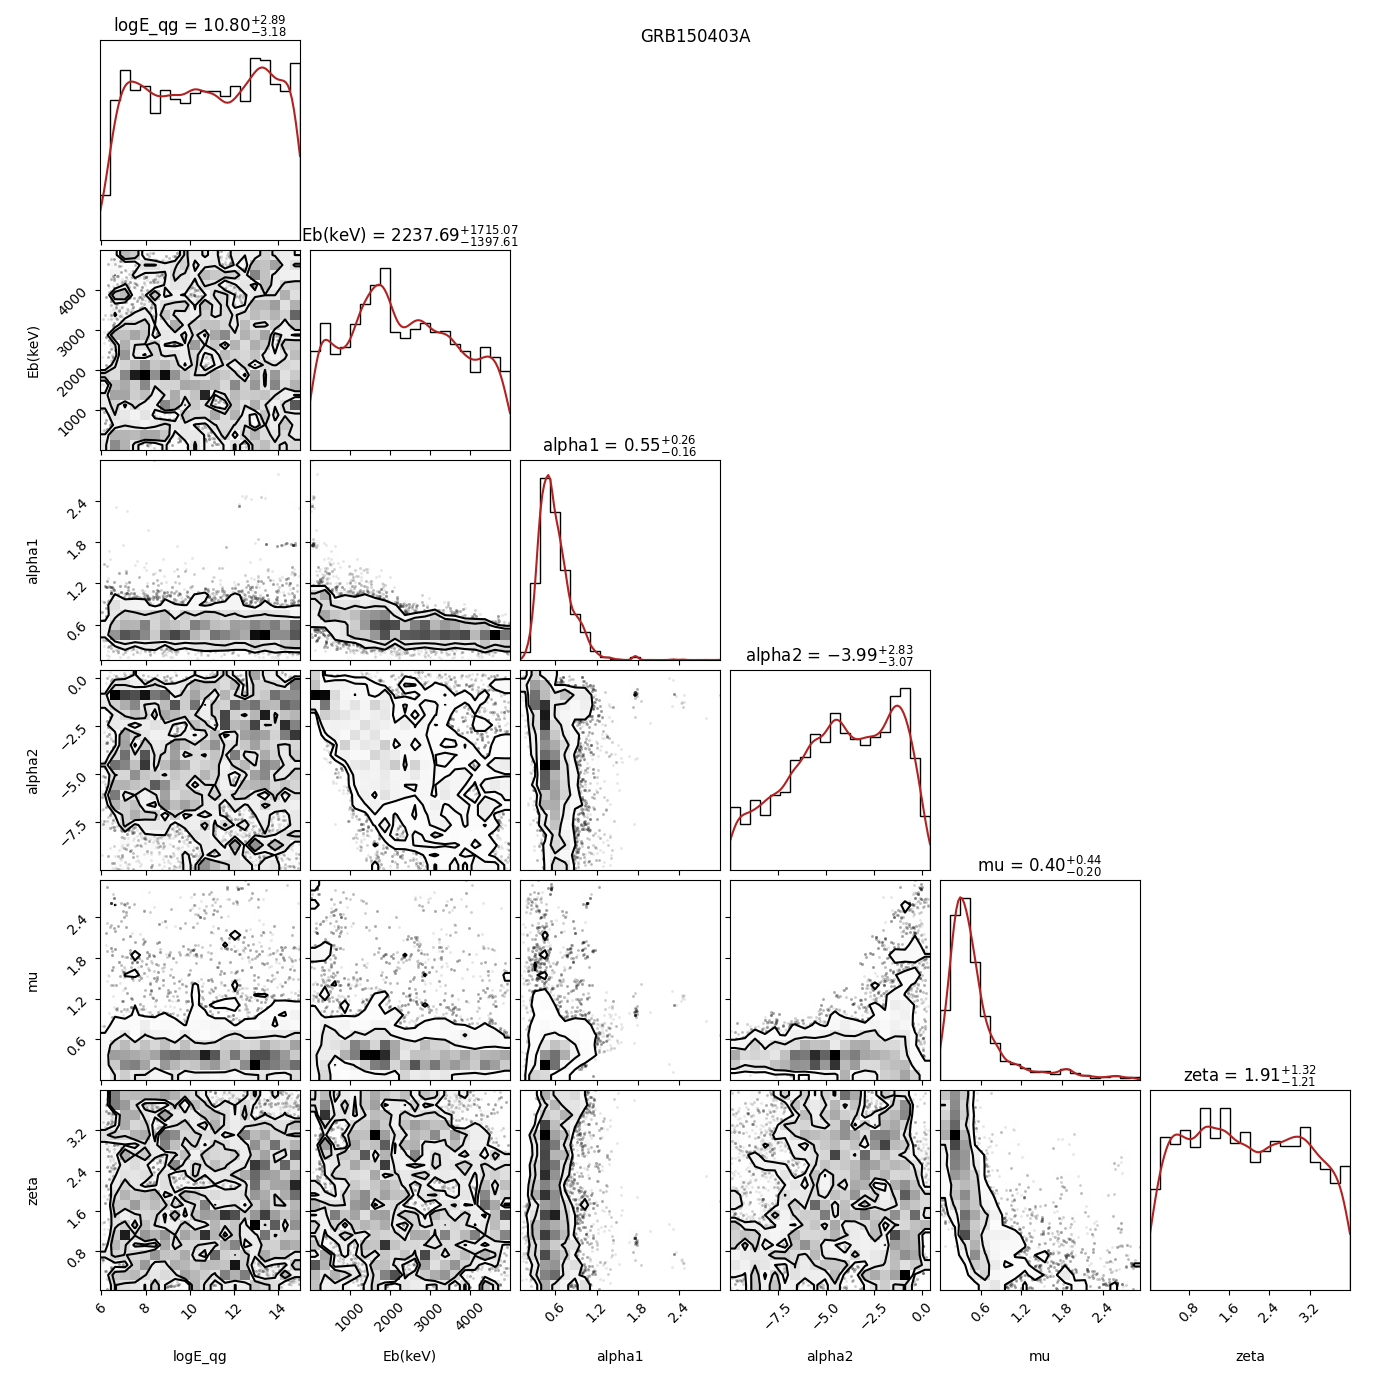 GRB150403A
logE_qg = 10.80+2.89 −3.18
Eb(keV) = 2237.69+1715.07 −1397.61
Eb(keV)
4000
3000
2000
1000
alpha1 = 0.55+0.26 −0.16
alpha1
2.4
1.8
1.2
0.6
alpha2 = −3.99+2.83 −3.07
alpha2
0.0
−2.5
−5.0
−7.5
mu = 0.40+0.44 −0.20
mu
2.4
1.8
1.2
0.6
zeta = 1.91+1.32 −1.21
zeta
3.2
2.4
1.6
0.8
6 8 10 12 14
1000 2000 3000 4000
0.6 1.2 1.8 2.4
−7.5 −5.0 −2.5 0.0
0.6 1.2 1.8 2.4
0.8 1.6 2.4 3.2
logE_qg Eb(keV) alpha1 alpha2 mu zeta